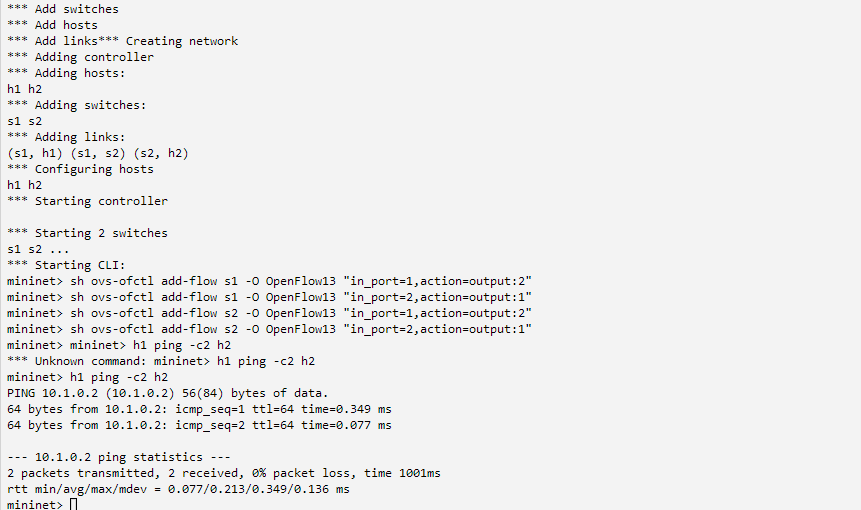 *** Add switches
*** Add hosts
*** Add links*** Creating network
*** Adding controller
*** Adding hosts:
h1 h2
*** Adding switches:
s1 s2
*** Adding links:
(s1, h1) (s1, s2) (s2, h2)
*** Configuring hosts
h1 h2
*** Starting controller

*** Starting 2 switches
s1 s2 ...
*** Starting CLI:
mininet> sh ovs-ofctl add-flow s1 -O OpenFlow13 "in_port=1,action=output:2"
mininet> sh ovs-ofctl add-flow s1 -O OpenFlow13 "in_port=2,action=output:1"
mininet> sh ovs-ofctl add-flow s2 -O OpenFlow13 "in_port=1,action=output:2"
mininet> sh ovs-ofctl add-flow s2 -O OpenFlow13 "in_port=2,action=output:1"
mininet> mininet> h1 ping -c2 h2
*** Unknown command: mininet> h1 ping -c2 h2
mininet> h1 ping -c2 h2
PING 10.1.0.2 (10.1.0.2) 56(84) bytes of data.
64 bytes from 10.1.0.2: icmp_seq=1 ttl=64 time=0.349 ms
64 bytes from 10.1.0.2: icmp_seq=2 ttl=64 time=0.077 ms

--- 10.1.0.2 ping statistics ---
2 packets transmitted, 2 received, 0% packet loss, time 1001ms
rtt min/avg/max/mdev = 0.077/0.213/0.349/0.136 ms
mininet>